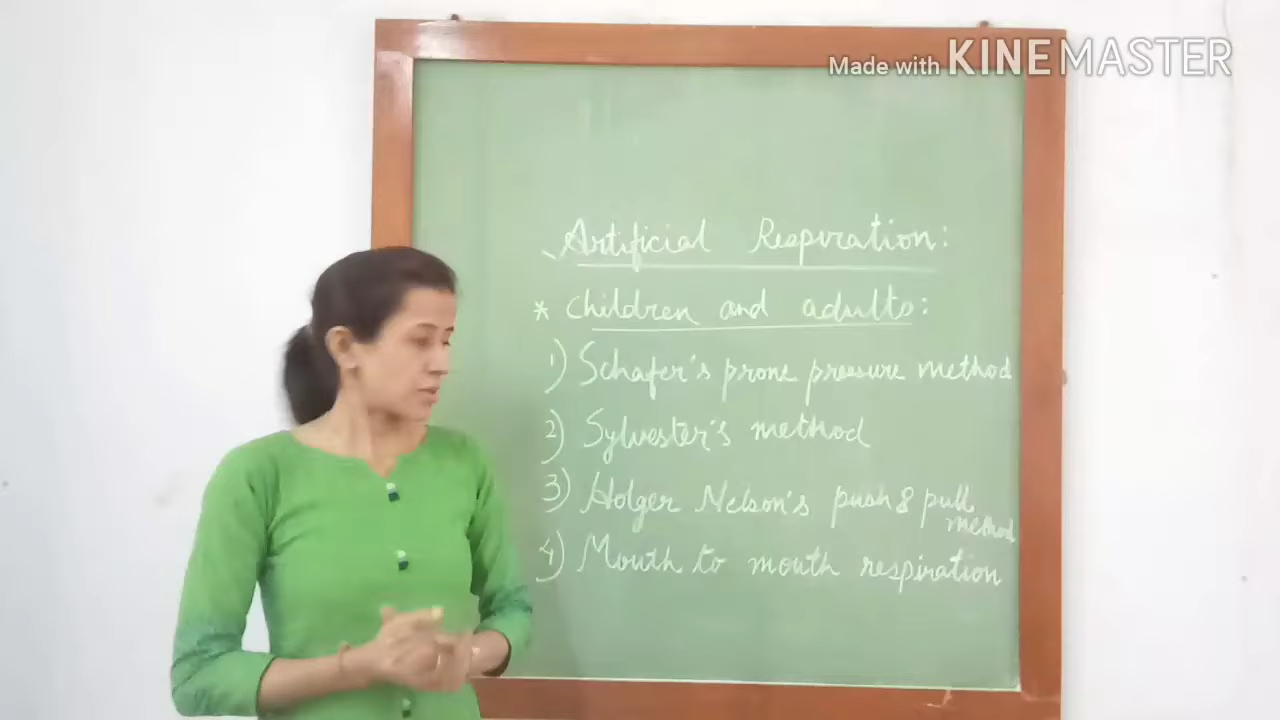 Made with KINEMASTER
Artificial Respiration:
* Children and adults:
1) Schafer's prone pressure method
2) Sylvester's method
3) Holger Nelson's push & pull
method
4) Mouth to mouth respiration